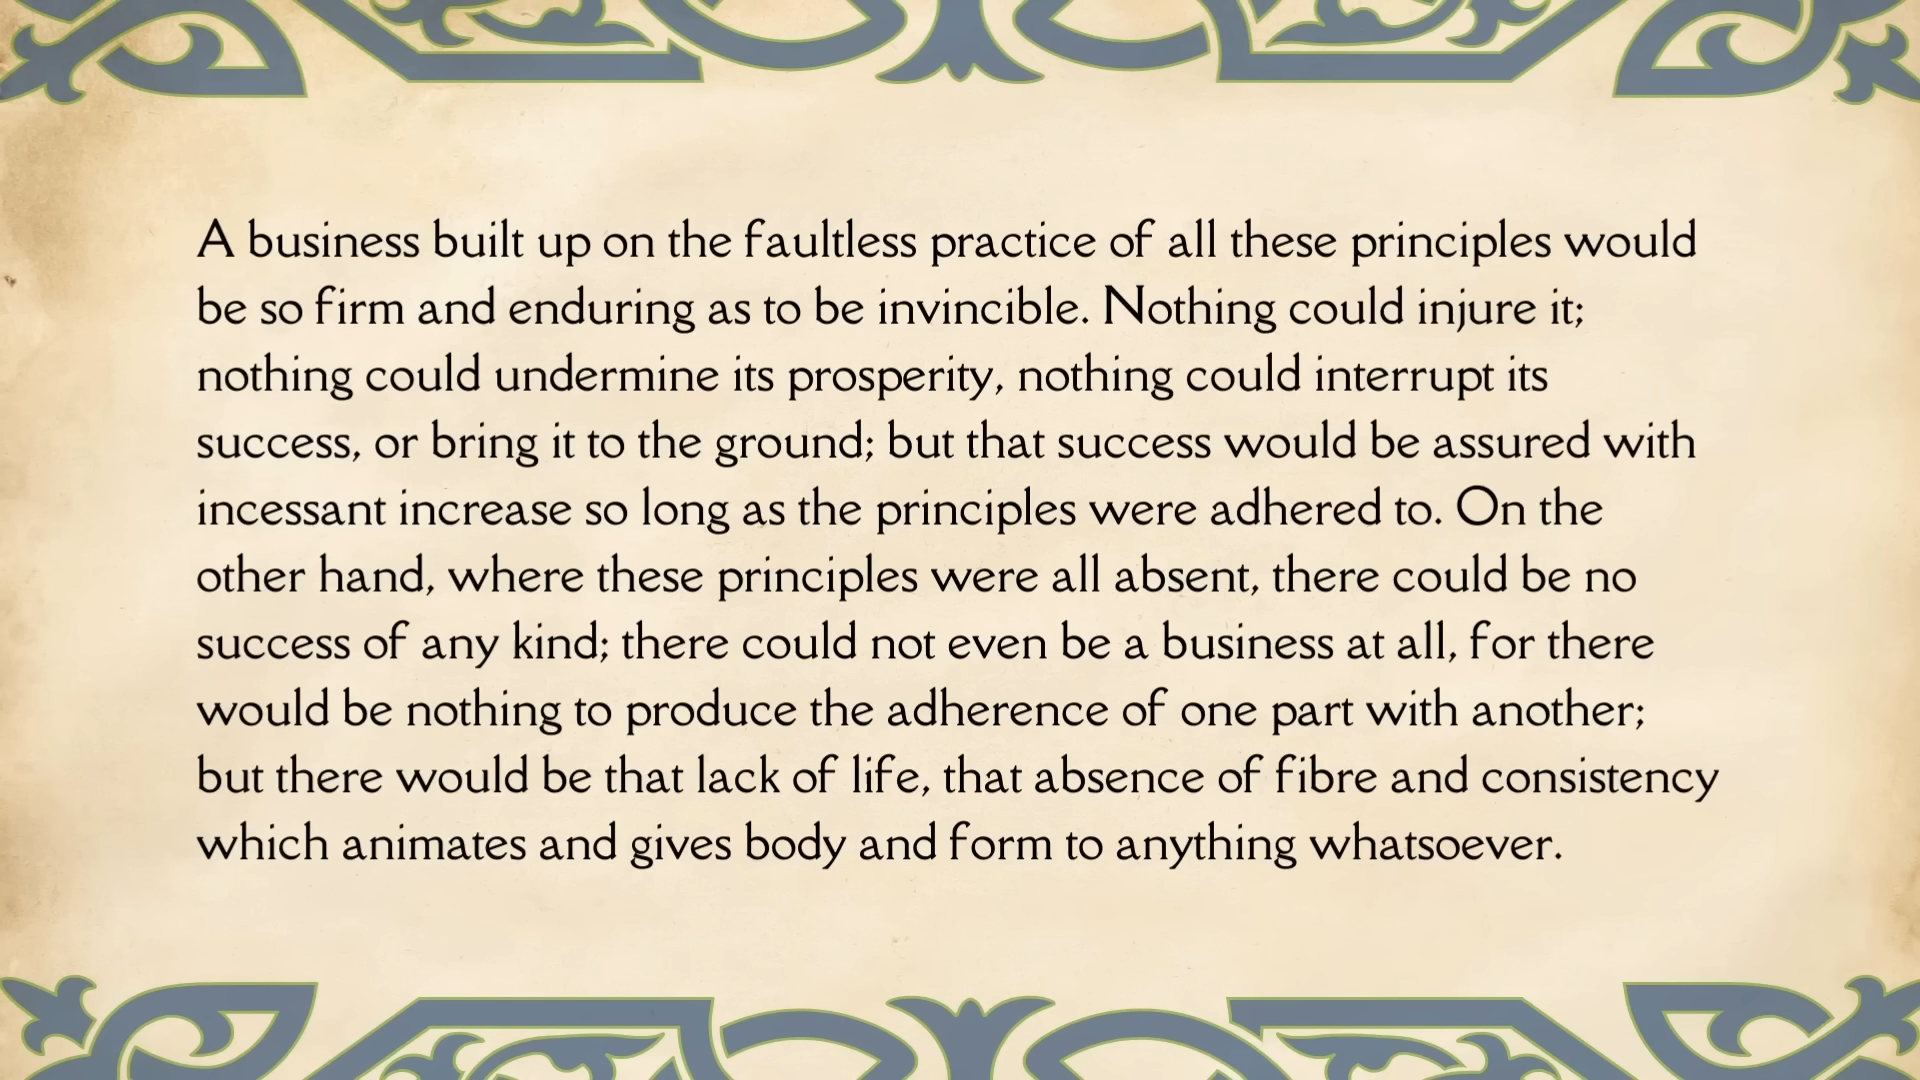 A business built up on the faultless practice of all these principles would
be so firm and enduring as to be invincible. Nothing could injure it;
nothing could undermine its prosperity, nothing could interrupt its
success, or bring it to the ground; but that success would be assured with
incessant increase so long as the principles were adhered to. On the
other hand, where these principles were all absent, there could be no
success of any kind; there could not even be a business at all, for there
would be nothing to produce the adherence of one part with another;
but there would be that lack of life, that absence of fibre and consistency
which animates and gives body and form to anything whatsoever.